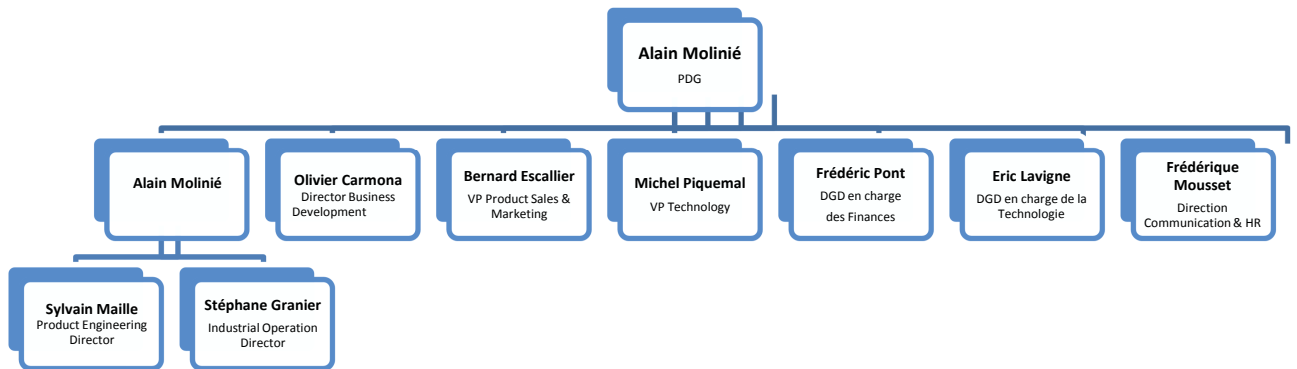 Alain Molinié
PDG
Alain Molinié
Olivier Carmona
Director Business
Development
Bernard Escallier
VP Product Sales &
Marketing
Michel Piquemal
VP Technology
Frédéric Pont
DGD en charge
des Finances
Eric Lavigne
DGD en charge de la
Technologie
Frédérique
Mousset
Direction
Communication & HR
Sylvain Maille
Product Engineering
Director
Stéphane Granier
Industrial Operation
Director